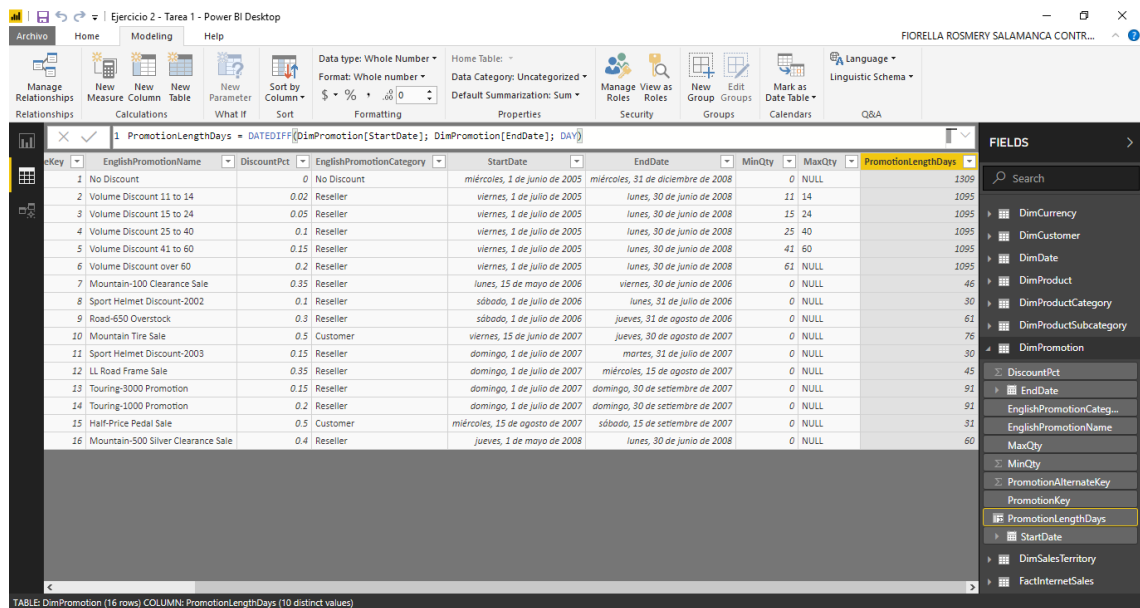 Ejercicio 2 - Tarea 1 - Power BI Desktop
Archivo Home Modeling Help FIORELLA ROSMERY SALAMANCA CONTR...
Manage Relationships
New Measure
New Column
New Table
New Parameter
Sort by Column
Data type: Whole Number
Format: Whole number
$ % , .00 0
Home Table:
Data Category: Uncategorized
Default Summarization: Sum
Manage Roles
View as Roles
New Group
Edit Groups
Mark as Date Table
Language
Linguistic Schema
Relationships Calculations What If Sort Formatting Properties Security Groups Calendars Q&A
1 PromotionLengthDays = DATEDIFF(DimPromotion[StartDate]; DimPromotion[EndDate]; DAY)
eKey EnglishPromotionName DiscountPct EnglishPromotionCategory StartDate EndDate MinQty MaxQty PromotionLengthDays
1 No Discount 0 No Discount miércoles, 1 de junio de 2005 miércoles, 31 de diciembre de 2008 0 NULL 1309
2 Volume Discount 11 to 14 0.02 Reseller viernes, 1 de julio de 2005 lunes, 30 de junio de 2008 11 14 1095
3 Volume Discount 15 to 24 0.05 Reseller viernes, 1 de julio de 2005 lunes, 30 de junio de 2008 15 24 1095
4 Volume Discount 25 to 40 0.1 Reseller viernes, 1 de julio de 2005 lunes, 30 de junio de 2008 25 40 1095
5 Volume Discount 41 to 60 0.15 Reseller viernes, 1 de julio de 2005 lunes, 30 de junio de 2008 41 60 1095
6 Volume Discount over 60 0.2 Reseller viernes, 1 de julio de 2005 lunes, 30 de junio de 2008 61 NULL 1095
7 Mountain-100 Clearance Sale 0.35 Reseller lunes, 15 de mayo de 2006 viernes, 30 de junio de 2006 0 NULL 46
8 Sport Helmet Discount-2002 0.1 Reseller sábado, 1 de julio de 2006 lunes, 31 de julio de 2006 0 NULL 30
9 Road-650 Overstock 0.3 Reseller sábado, 1 de julio de 2006 jueves, 31 de agosto de 2006 0 NULL 61
10 Mountain Tire Sale 0.5 Customer viernes, 15 de junio de 2007 jueves, 30 de agosto de 2007 0 NULL 76
11 Sport Helmet Discount-2003 0.15 Reseller domingo, 1 de julio de 2007 martes, 31 de julio de 2007 0 NULL 30
12 LL Road Frame Sale 0.35 Reseller domingo, 1 de julio de 2007 miércoles, 15 de agosto de 2007 0 NULL 45
13 Touring-3000 Promotion 0.15 Reseller domingo, 1 de julio de 2007 domingo, 30 de setiembre de 2007 0 NULL 91
14 Touring-1000 Promotion 0.2 Reseller domingo, 1 de julio de 2007 domingo, 30 de setiembre de 2007 0 NULL 91
15 Half-Price Pedal Sale 0.5 Customer miércoles, 15 de agosto de 2007 sábado, 15 de setiembre de 2007 0 NULL 31
16 Mountain-500 Silver Clearance Sale 0.4 Reseller jueves, 1 de mayo de 2008 lunes, 30 de junio de 2008 0 NULL 60
FIELDS
Search
DimCurrency
DimCustomer
DimDate
DimProduct
DimProductCategory
DimProductSubcategory
DimPromotion
DiscountPct
EndDate
EnglishPromotionCateg...
EnglishPromotionName
MaxQty
MinQty
PromotionAlternateKey
PromotionKey
PromotionLengthDays
StartDate
DimSalesTerritory
FactInternetSales
TABLE: DimPromotion (16 rows) COLUMN: PromotionLengthDays (10 distinct values)